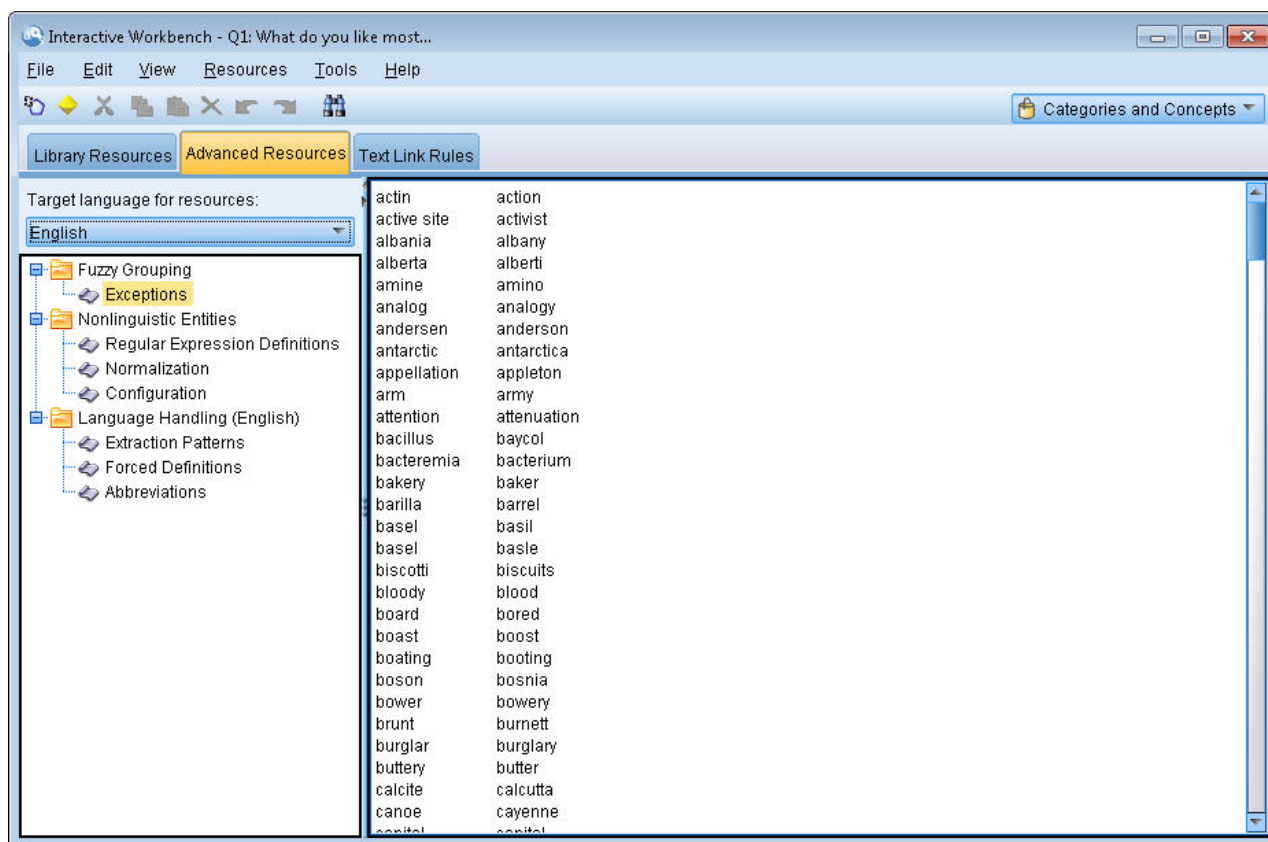 Interactive Workbench - Q1: What do you like most...
File Edit View Resources Tools Help
Categories and Concepts
Library Resources Advanced Resources Text Link Rules
Target language for resources:
English
Fuzzy Grouping
Exceptions
Nonlinguistic Entities
Regular Expression Definitions
Normalization
Configuration
Language Handling (English)
Extraction Patterns
Forced Definitions
Abbreviations
actin action
active site activist
albania albany
alberta alberti
amine amino
analog analogy
andersen anderson
antarctic antarctica
appellation appleton
arm army
attention attenuation
bacillus baycol
bacteremia bacterium
bakery baker
barilla barrel
basel basil
basel basle
biscotti biscuits
bloody blood
board bored
boast boost
boating booting
boson bosnia
bower bowery
brunt burnett
burglar burglary
buttery butter
calcite calcutta
canoe cayenne